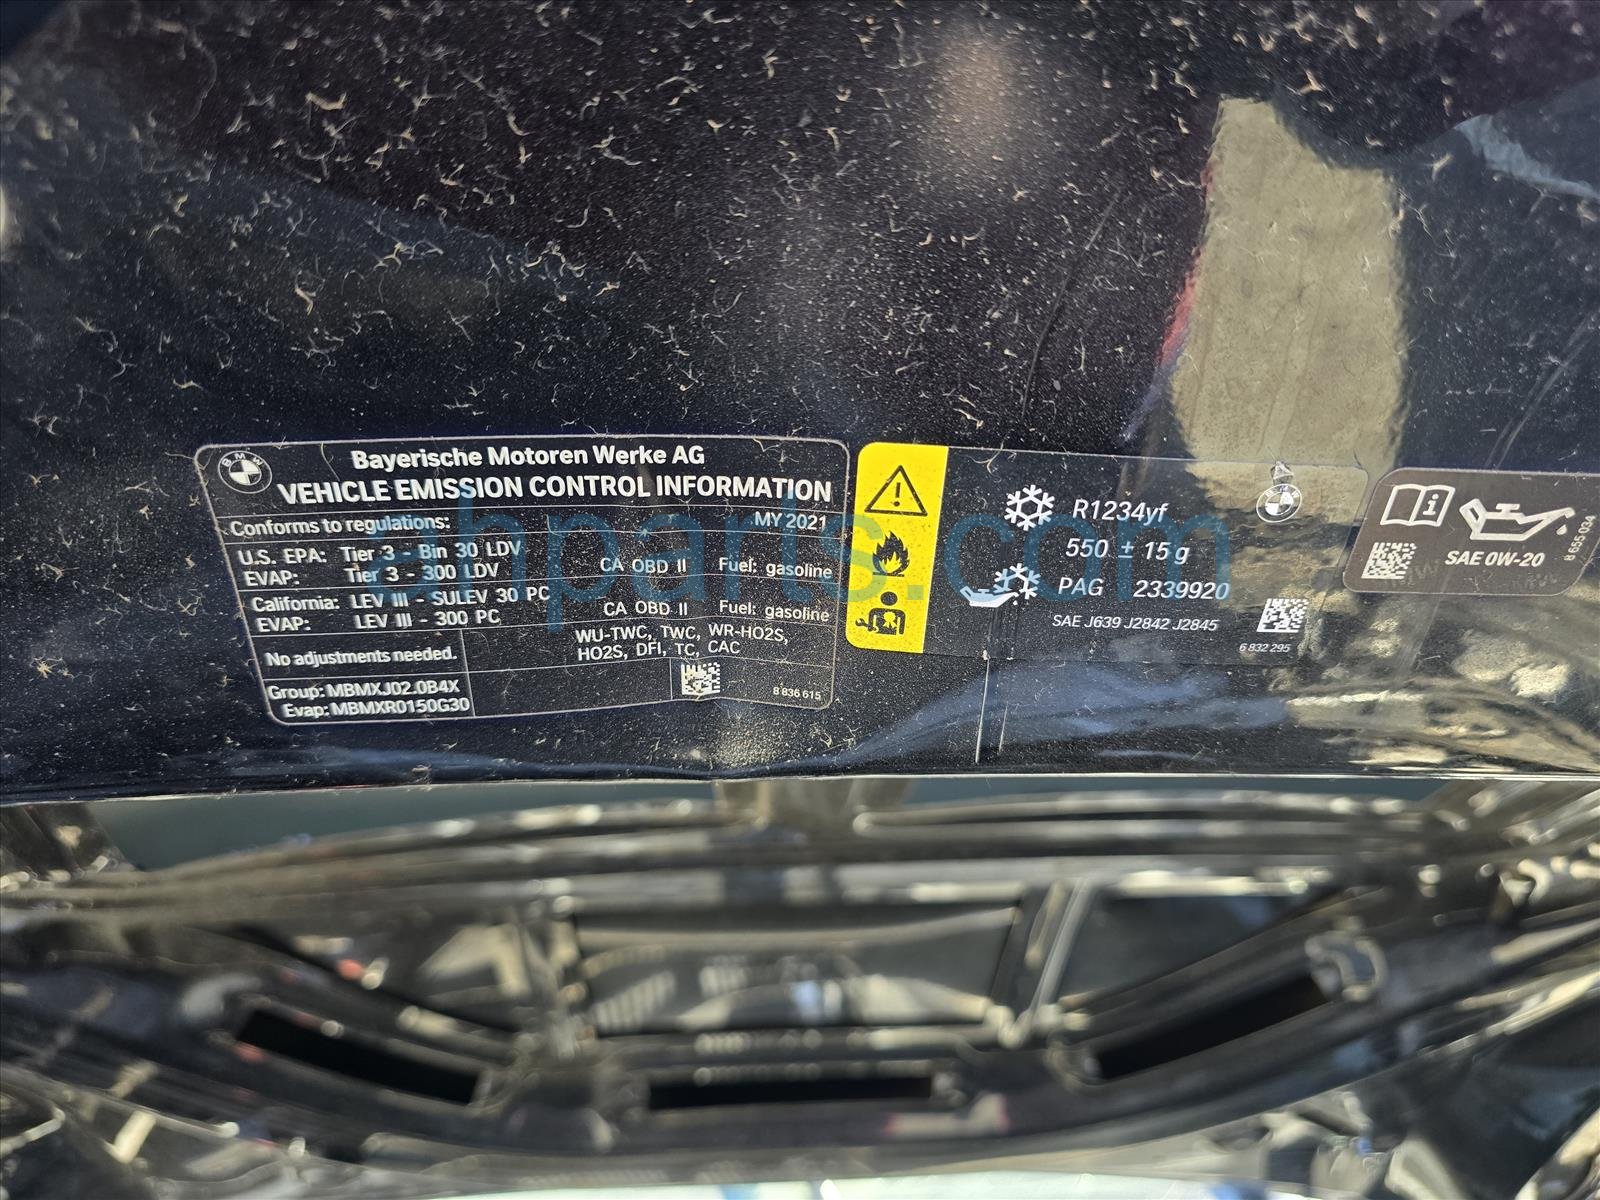 BMW
Bayerische Motoren Werke AG
VEHICLE EMISSION CONTROL INFORMATION
Conforms to regulations: MY 2021
U.S. EPA: Tier 3 - Bin 30 LDV
EVAP: Tier 3 - 300 LDV CA OBD II Fuel: gasoline
California: LEV III - SULEV 30 PC
EVAP: LEV III - 300 PC CA OBD II Fuel: gasoline
No adjustments needed.
WU-TWC, TWC, WR-HO2S,
HO2S, DFI, TC, CAC
Group: MBMXJ02.0B4X
Evap: MBMXR0150G30
8 836 615
R1234yf
550 ± 15 g
PAG 2339920
SAE J639 J2842 J2845
6 832 295
BMW
SAE 0W-20
8 655 034
ahparts.com